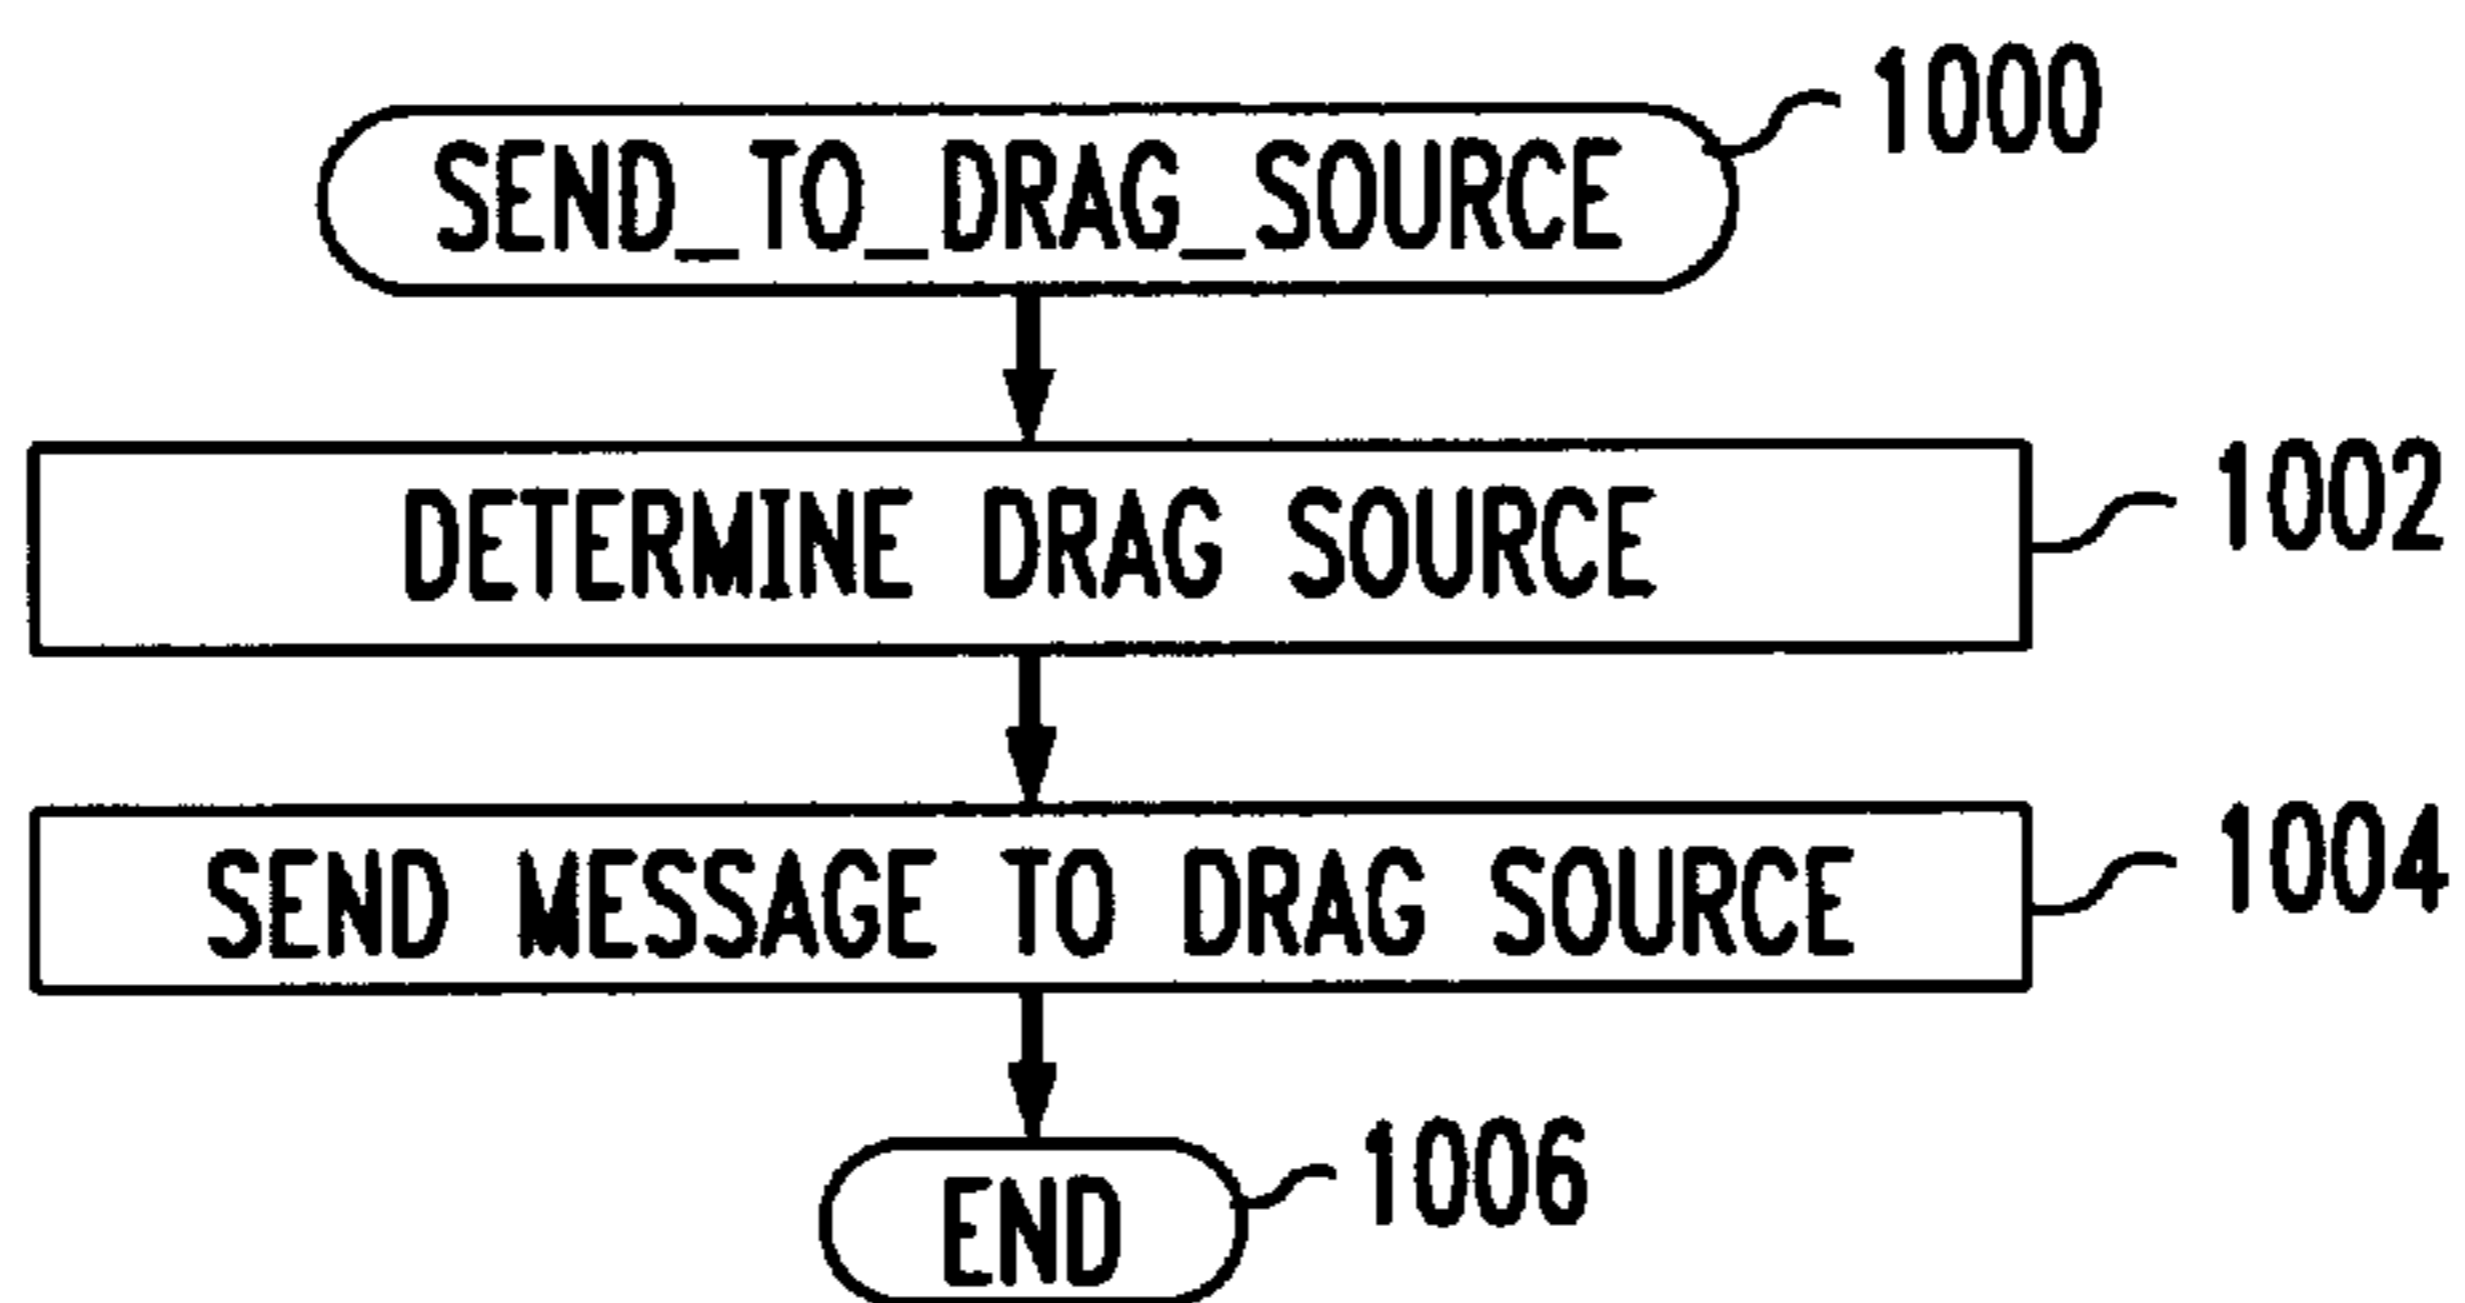 SEND_TO_DRAG_SOURCE 1000
DETERMINE DRAG SOURCE 1002
SEND MESSAGE TO DRAG SOURCE 1004
END 1006